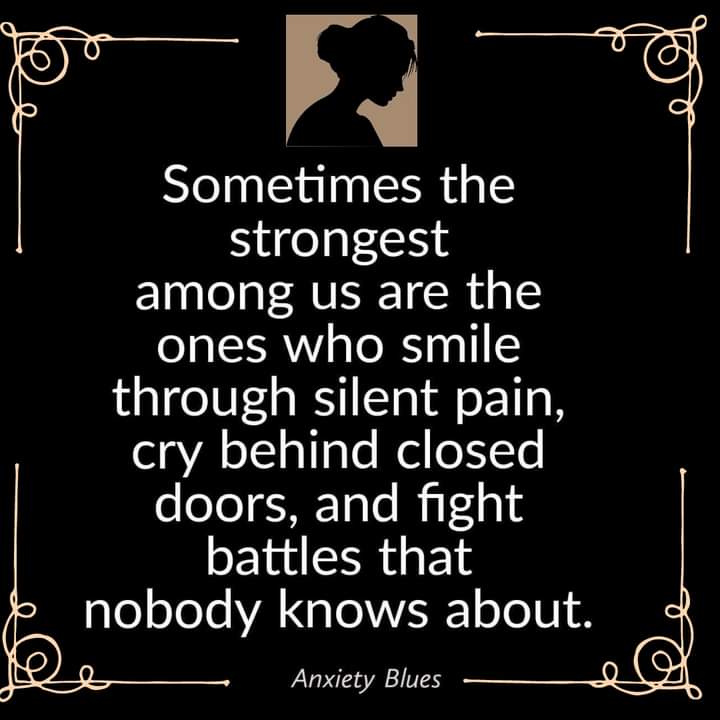 Sometimes the
strongest
among us are the
ones who smile
through silent pain,
cry behind closed
doors, and fight
battles that
nobody knows about.
Anxiety Blues